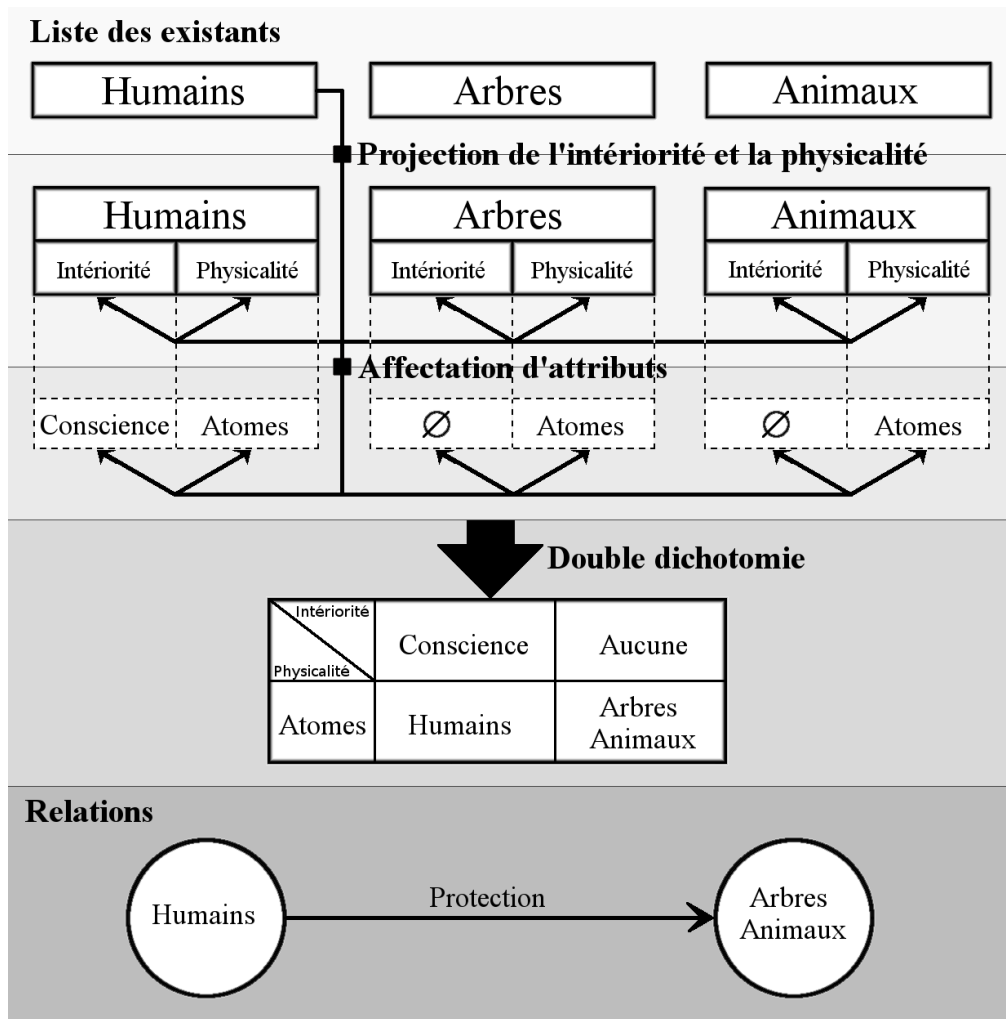 Liste des existants
Humains Arbres Animaux
Projection de l'intériorité et la physicalité
Humains Arbres Animaux
Intériorité Physicalité Intériorité Physicalité Intériorité Physicalité
Affectation d'attributs
Conscience Atomes ∅ Atomes ∅ Atomes
Double dichotomie
Intériorité
Physicalité
Conscience Aucune
Atomes Humains Arbres
Animaux
Relations
Humains Protection Arbres
Animaux